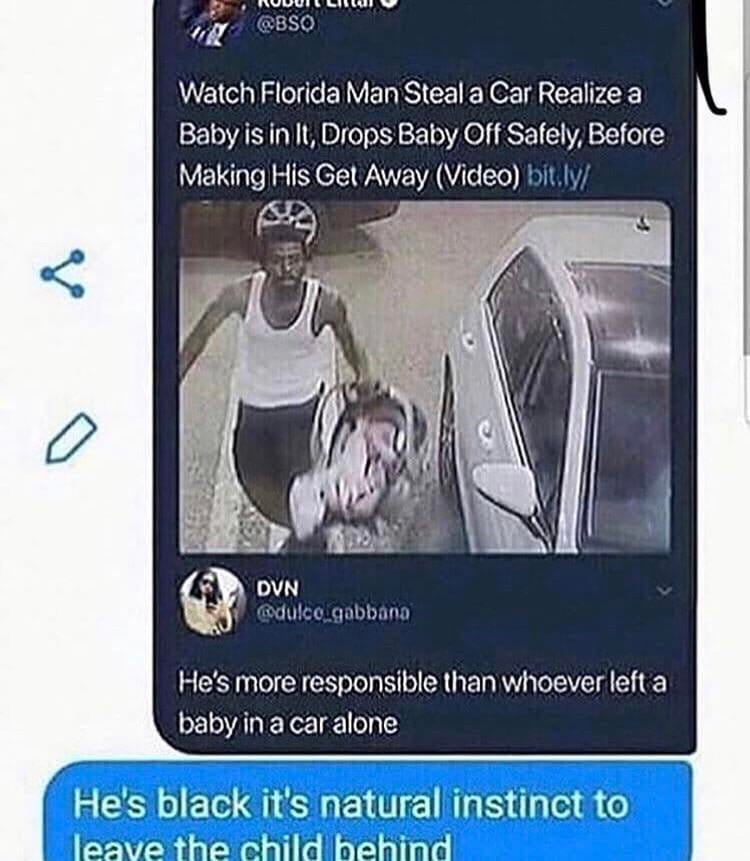 @BSO
Watch Florida Man Steal a Car Realize a
Baby is in It, Drops Baby Off Safely, Before
Making His Get Away (Video) bit.ly/
DVN
@dulce_gabbana
He's more responsible than whoever left a
baby in a car alone
He's black it's natural instinct to
leave the child behind